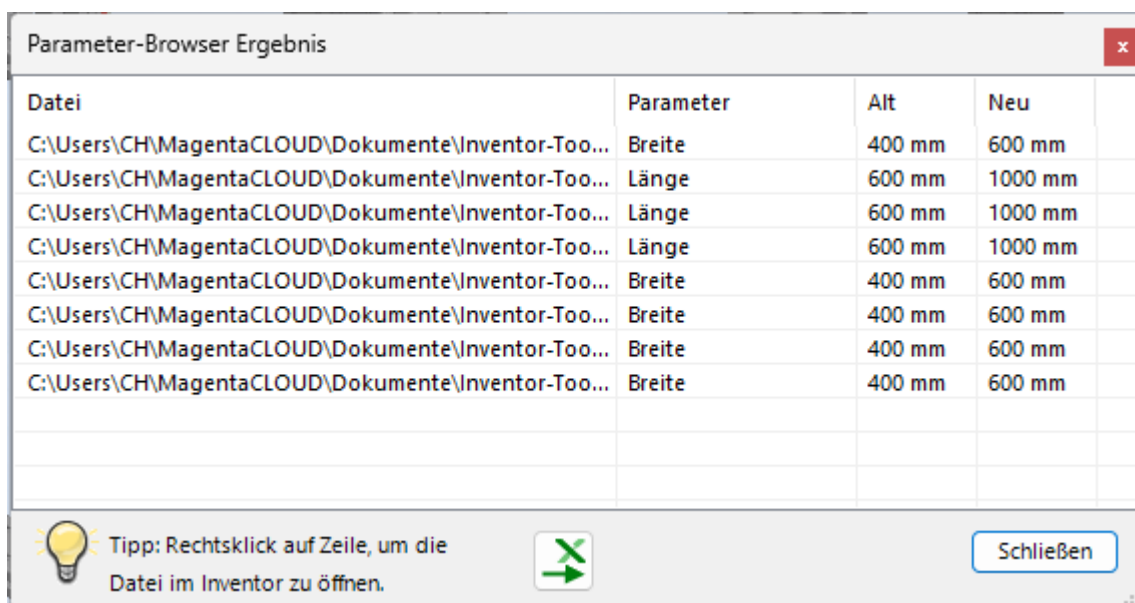 Parameter-Browser Ergebnis
x
Datei Parameter Alt Neu
C:\Users\CH\MagentaCLOUD\Dokumente\Inventor-Too... Breite 400 mm 600 mm
C:\Users\CH\MagentaCLOUD\Dokumente\Inventor-Too... Länge 600 mm 1000 mm
C:\Users\CH\MagentaCLOUD\Dokumente\Inventor-Too... Länge 600 mm 1000 mm
C:\Users\CH\MagentaCLOUD\Dokumente\Inventor-Too... Länge 600 mm 1000 mm
C:\Users\CH\MagentaCLOUD\Dokumente\Inventor-Too... Breite 400 mm 600 mm
C:\Users\CH\MagentaCLOUD\Dokumente\Inventor-Too... Breite 400 mm 600 mm
C:\Users\CH\MagentaCLOUD\Dokumente\Inventor-Too... Breite 400 mm 600 mm
C:\Users\CH\MagentaCLOUD\Dokumente\Inventor-Too... Breite 400 mm 600 mm
Tipp: Rechtsklick auf Zeile, um die
Datei im Inventor zu öffnen.
Schließen